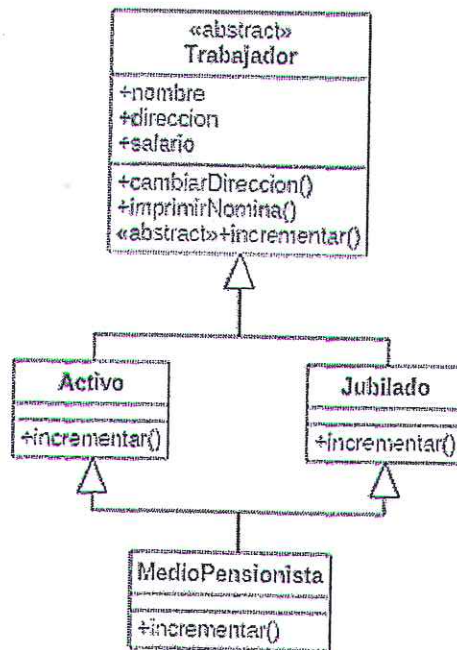 «abstract»
Trabajador
+nombre
+direccion
+salario
+cambiarDireccion()
+imprimirNomina()
«abstract»+incrementar()
Activo
+incrementar()
Jubilado
+incrementar()
MedioPensionista
+incrementar()